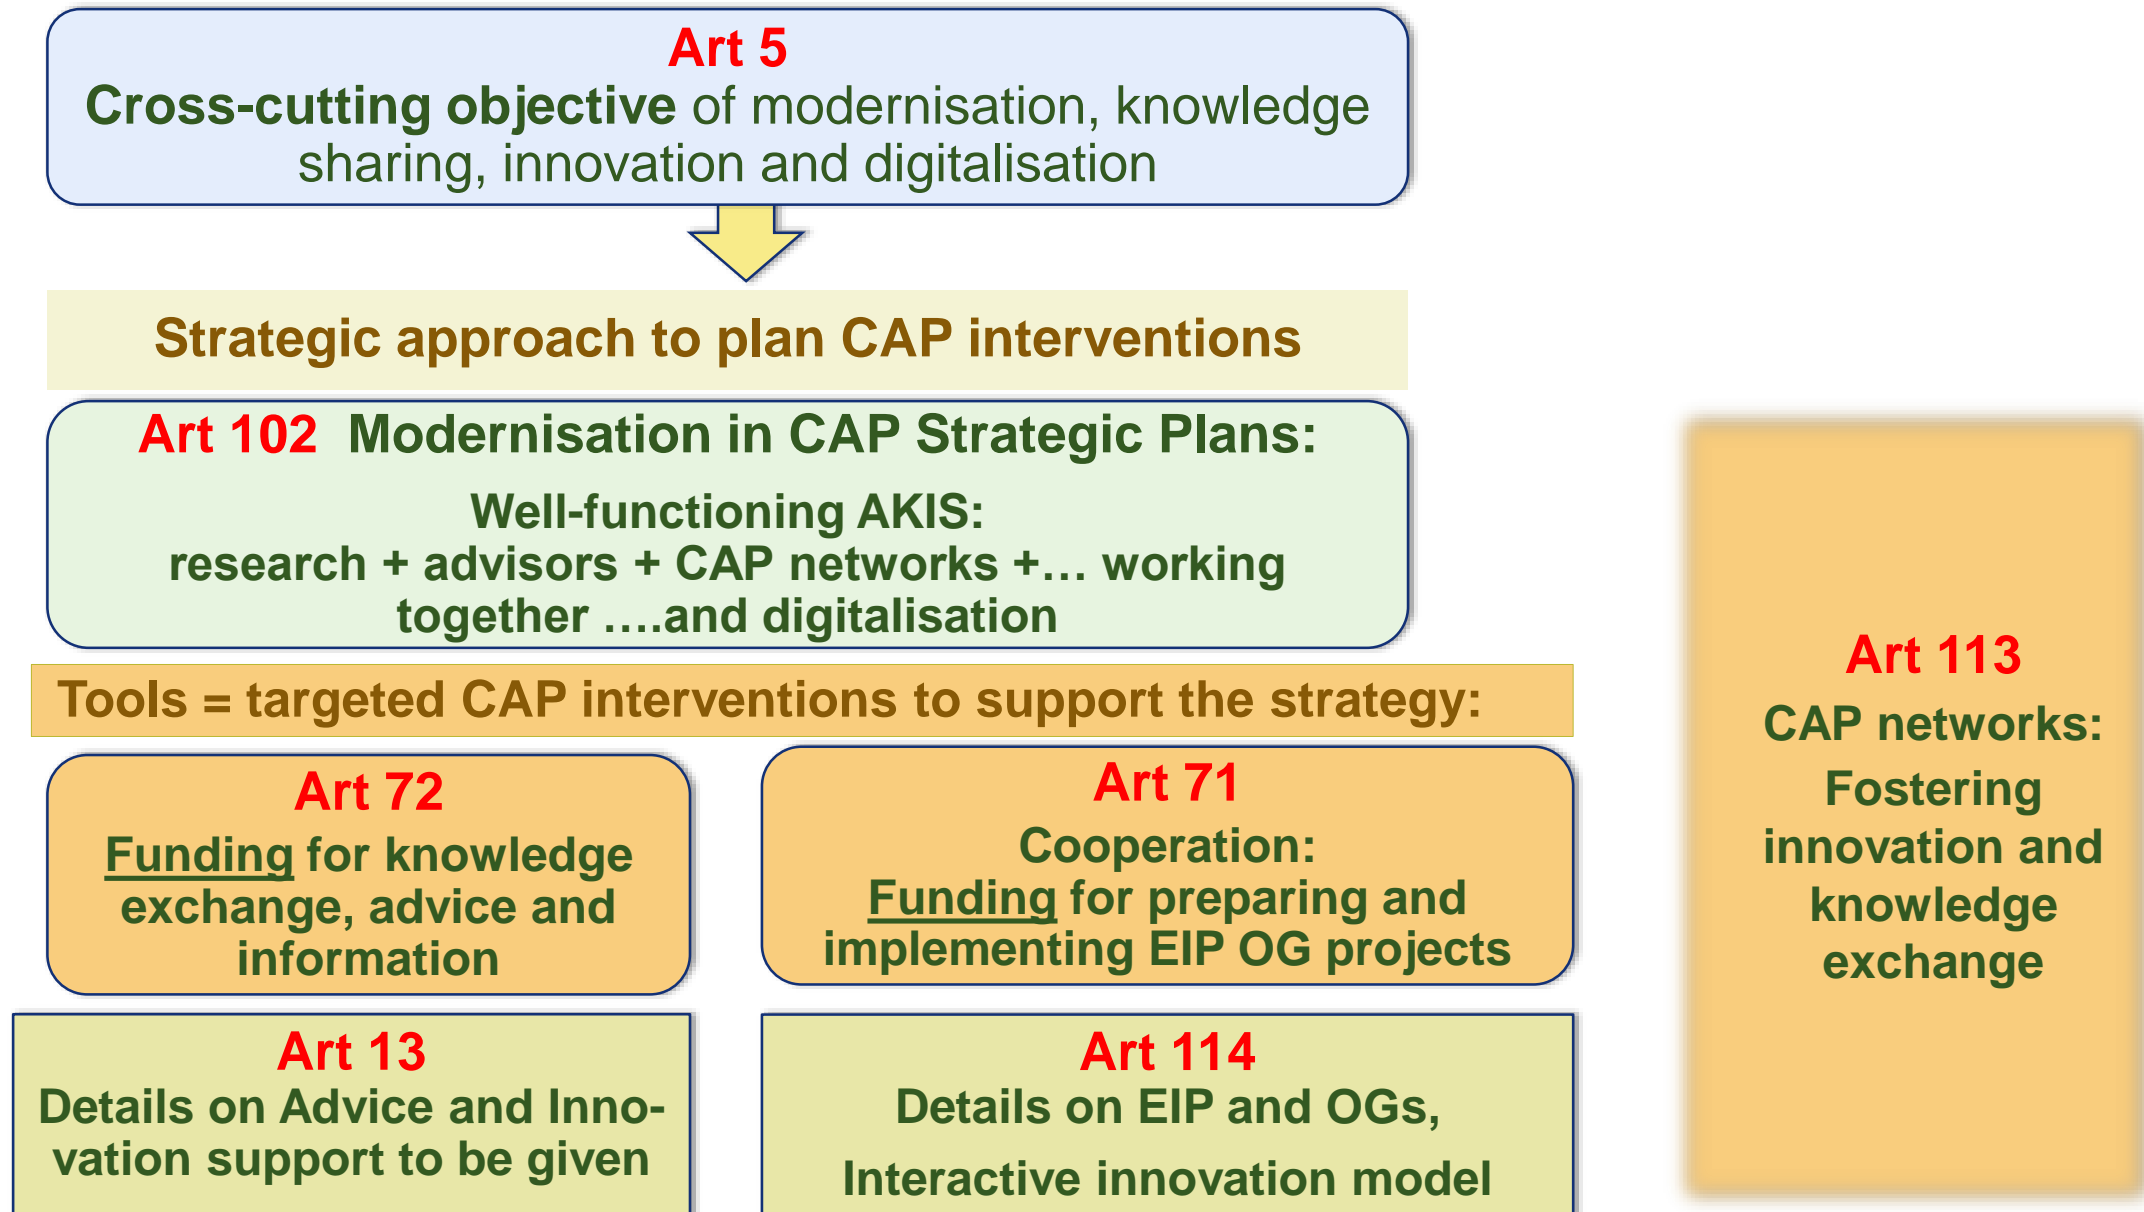 Art 5
Cross-cutting objective of modernisation, knowledge
sharing, innovation and digitalisation
Strategic approach to plan CAP interventions
Art 102 Modernisation in CAP Strategic Plans:
Well-functioning AKIS:
research + advisors + CAP networks +… working
together ….and digitalisation
Tools = targeted CAP interventions to support the strategy:
Art 72
Funding for knowledge
exchange, advice and
information
Art 71
Cooperation:
Funding for preparing and
implementing EIP OG projects
Art 13
Details on Advice and Inno-
vation support to be given
Art 114
Details on EIP and OGs,
Interactive innovation model
Art 113
CAP networks:
Fostering
innovation and
knowledge
exchange